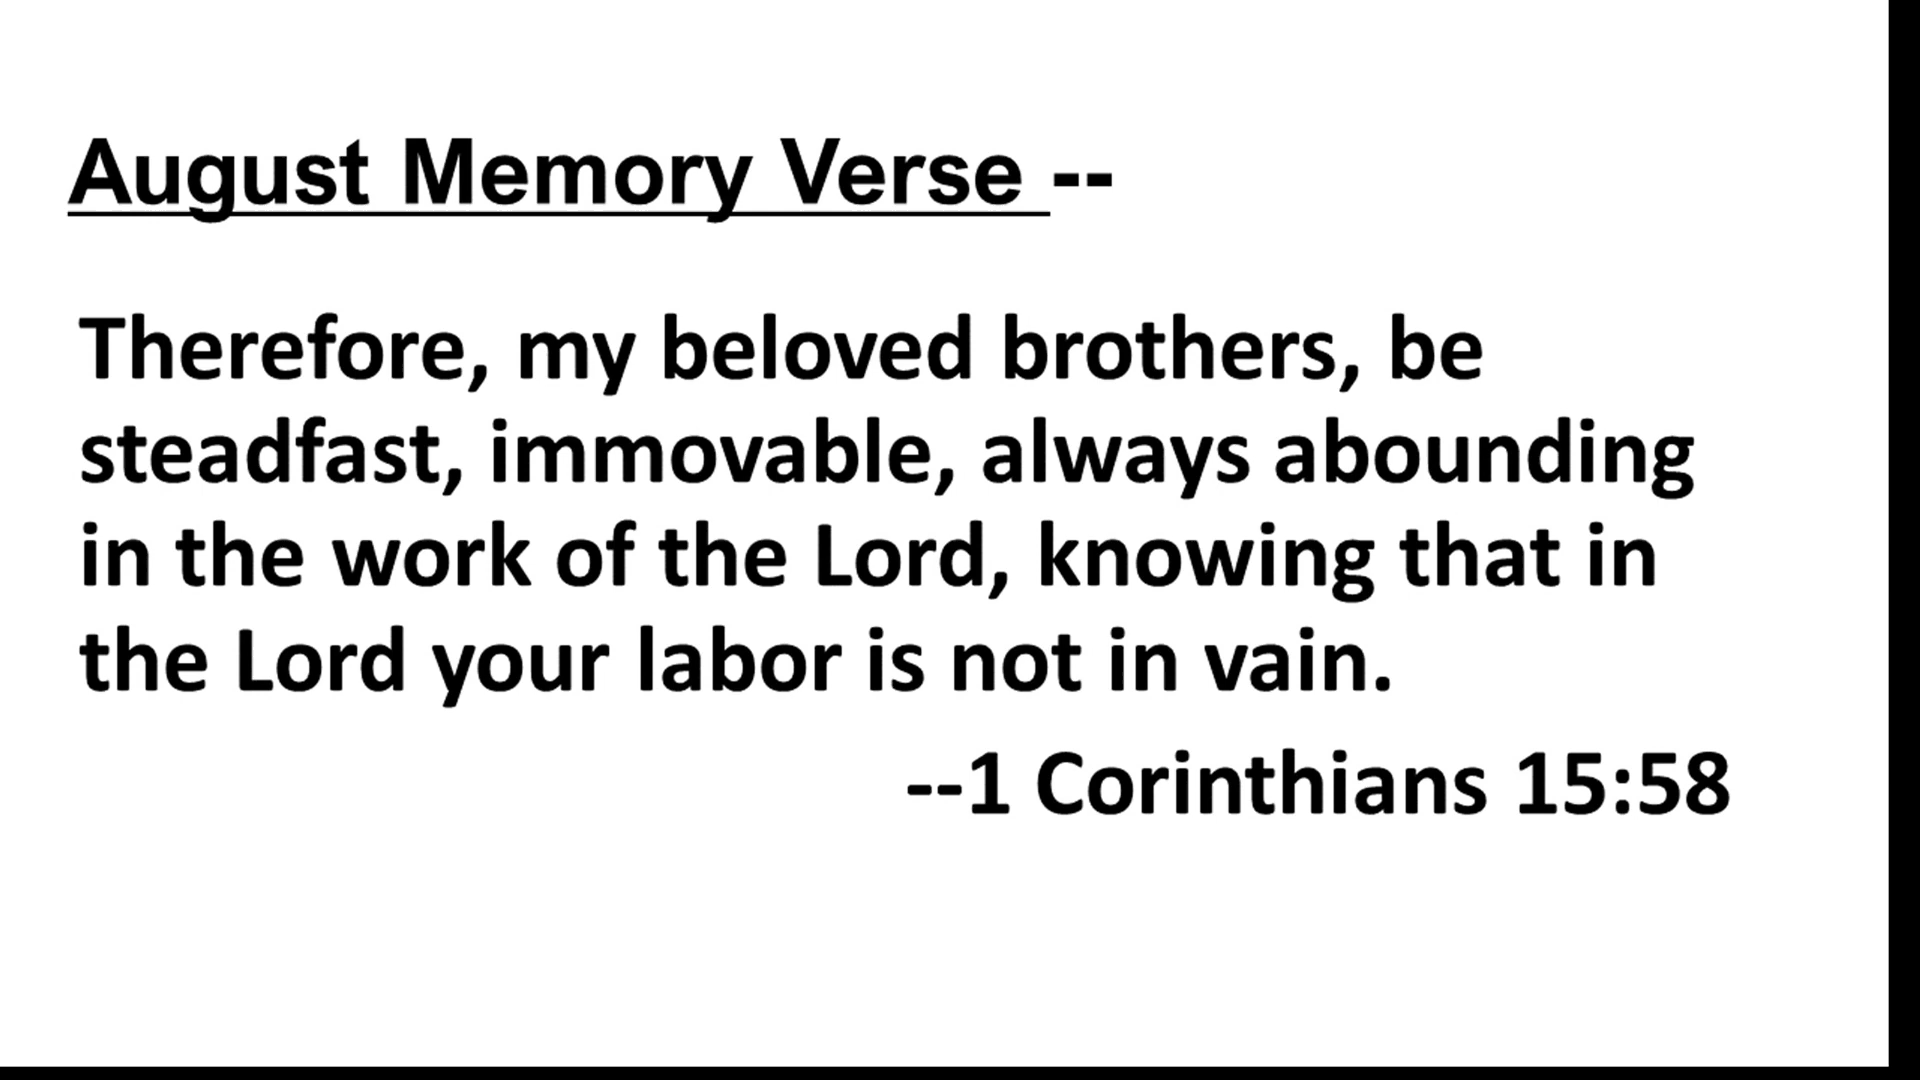 August Memory Verse --
Therefore, my beloved brothers, be
steadfast, immovable, always abounding
in the work of the Lord, knowing that in
the Lord your labor is not in vain.
--1 Corinthians 15:58